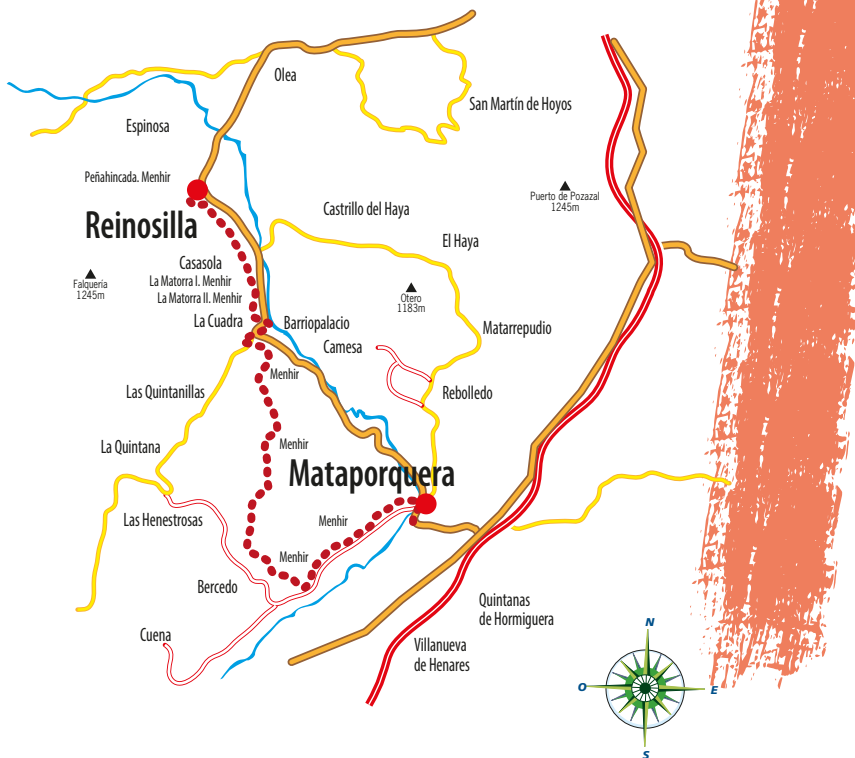 Olea
San Martín de Hoyos
Espinosa
Peñahincada. Menhir
Puerto de Pozazal
1245m
Reinosilla
Castrillo del Haya
El Haya
Casasola
La Matorra I. Menhir
La Matorra II. Menhir
Falquería
1245m
Otero
1183m
La Cuadra
Barriopalacio
Matarrepudio
Camesa
Menhir
Las Quintanillas
Rebolledo
La Quintana
Menhir
Mataporquera
Las Henestrosas
Menhir
Menhir
Bercedo
Quintanas
de Hormiguera
Cuena
Villanueva
de Henares
N
O
E
S